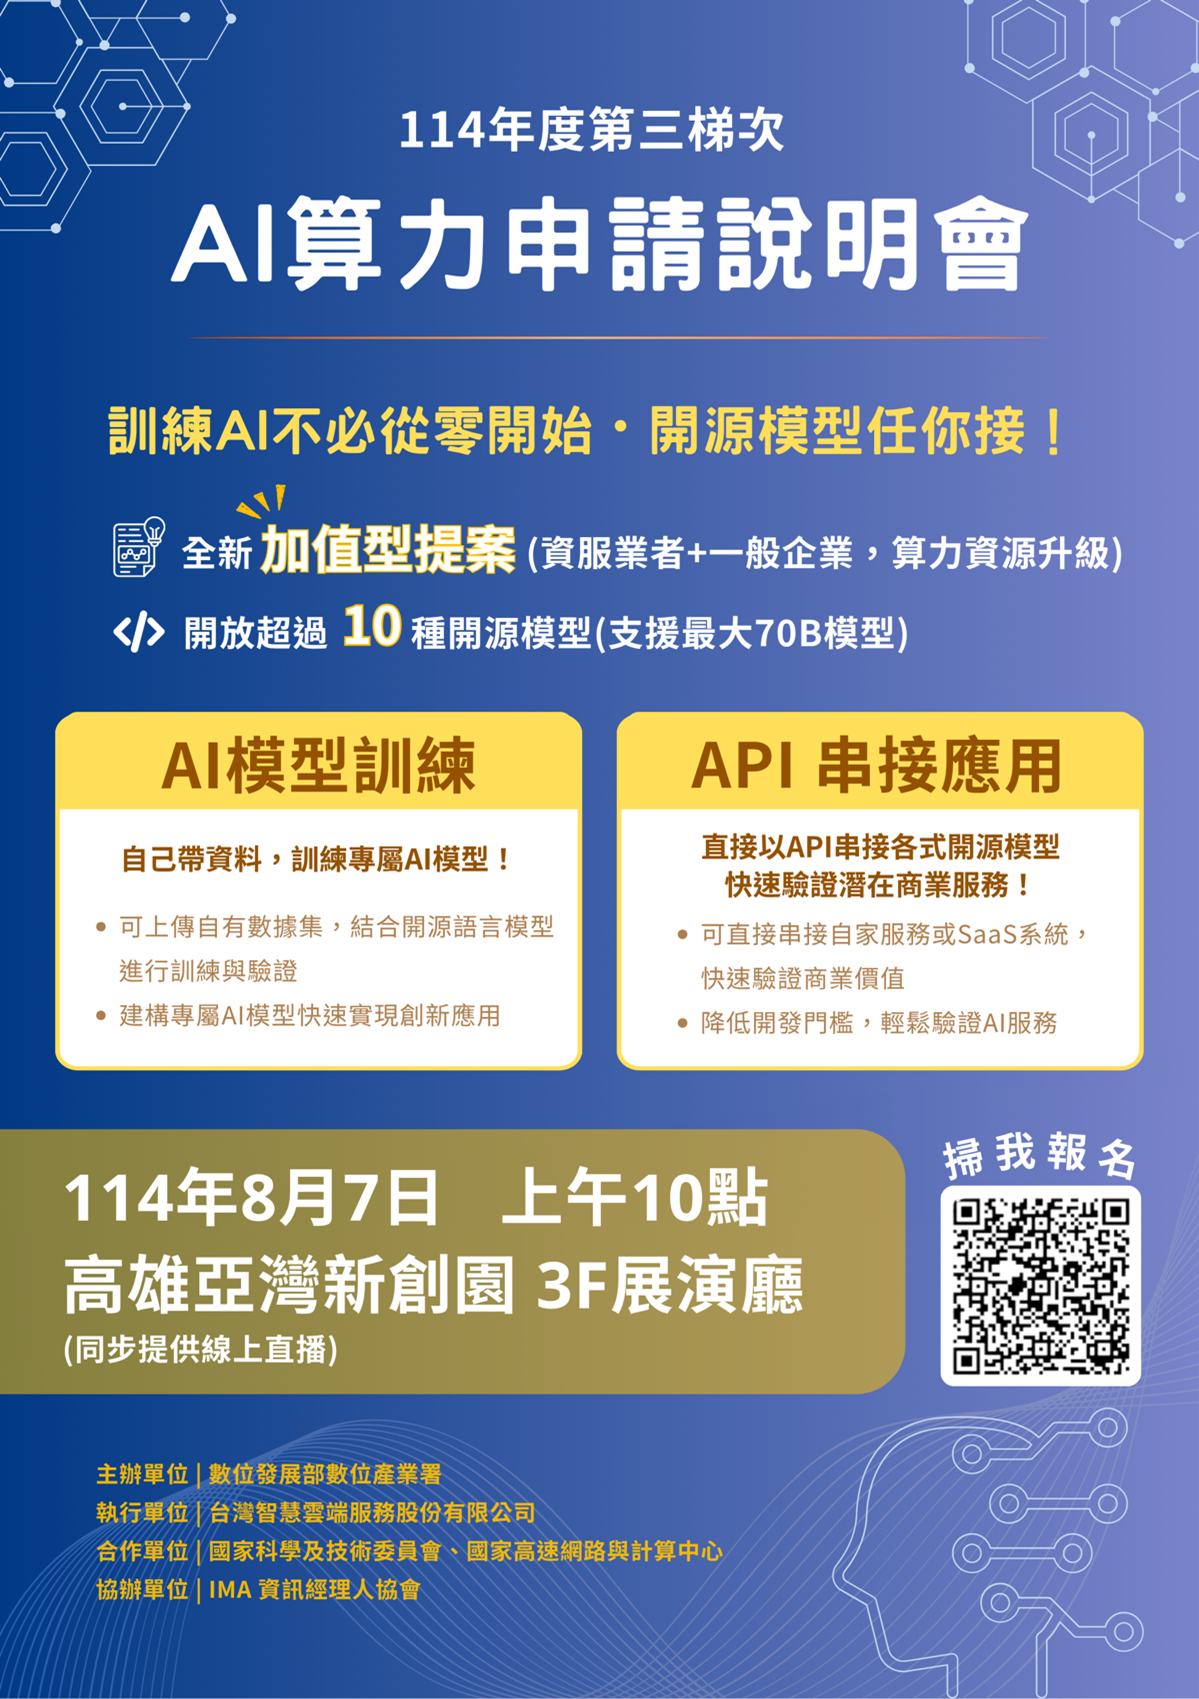 114年度第三梯次
AI算力申請說明會
訓練AI不必從零開始・開源模型任你接！
全新加值型提案(資服業者+一般企業，算力資源升級)
開放超過 10 種開源模型(支援最大70B模型)
AI模型訓練
自己帶資料，訓練專屬AI模型！
• 可上傳自有數據集，結合開源語言模型
進行訓練與驗證
• 建構專屬AI模型快速實現創新應用
API 串接應用
直接以API串接各式開源模型
快速驗證潛在商業服務！
• 可直接串接自家服務或SaaS系統，
快速驗證商業價值
• 降低開發門檻，輕鬆驗證AI服務
114年8月7日 上午10點
高雄亞灣新創園 3F展演廳
(同步提供線上直播)
掃我報名
主辦單位 | 數位發展部數位產業署
執行單位 | 台灣智慧雲端服務股份有限公司
合作單位 | 國家科學及技術委員會、國家高速網路與計算中心
協辦單位 | IMA 資訊經理人協會